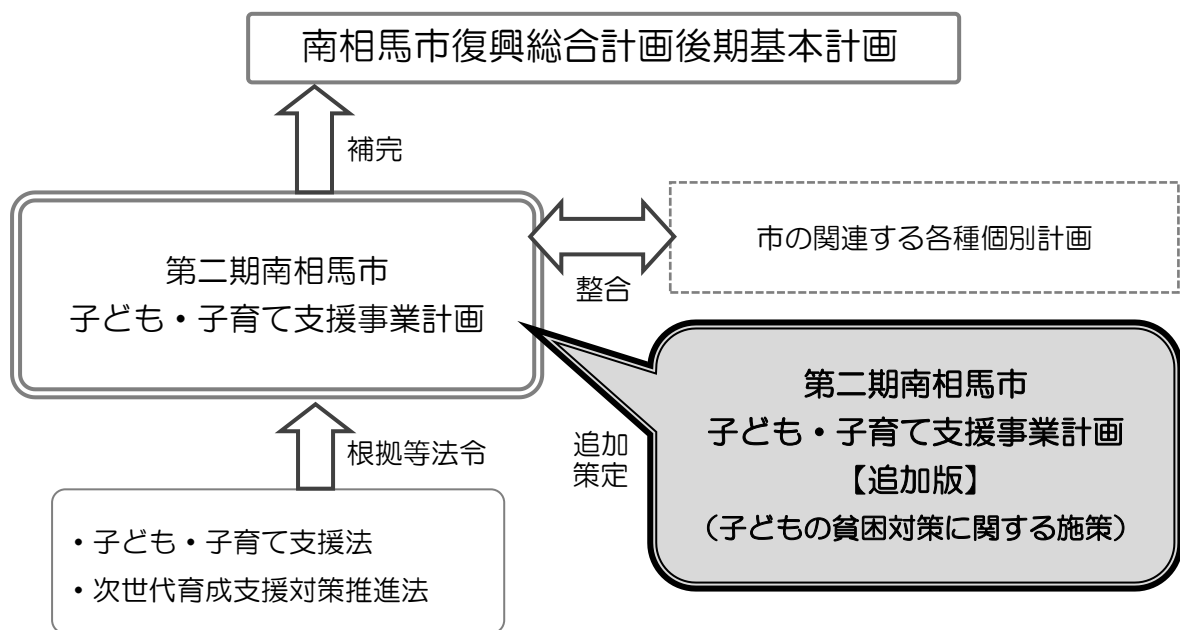 南相馬市復興総合計画後期基本計画
補完
第二期南相馬市
子ども・子育て支援事業計画
整合
市の関連する各種個別計画
追加
策定
第二期南相馬市
子ども・子育て支援事業計画
【追加版】
（子どもの貧困対策に関する施策）
根拠等法令
・子ども・子育て支援法
・次世代育成支援対策推進法